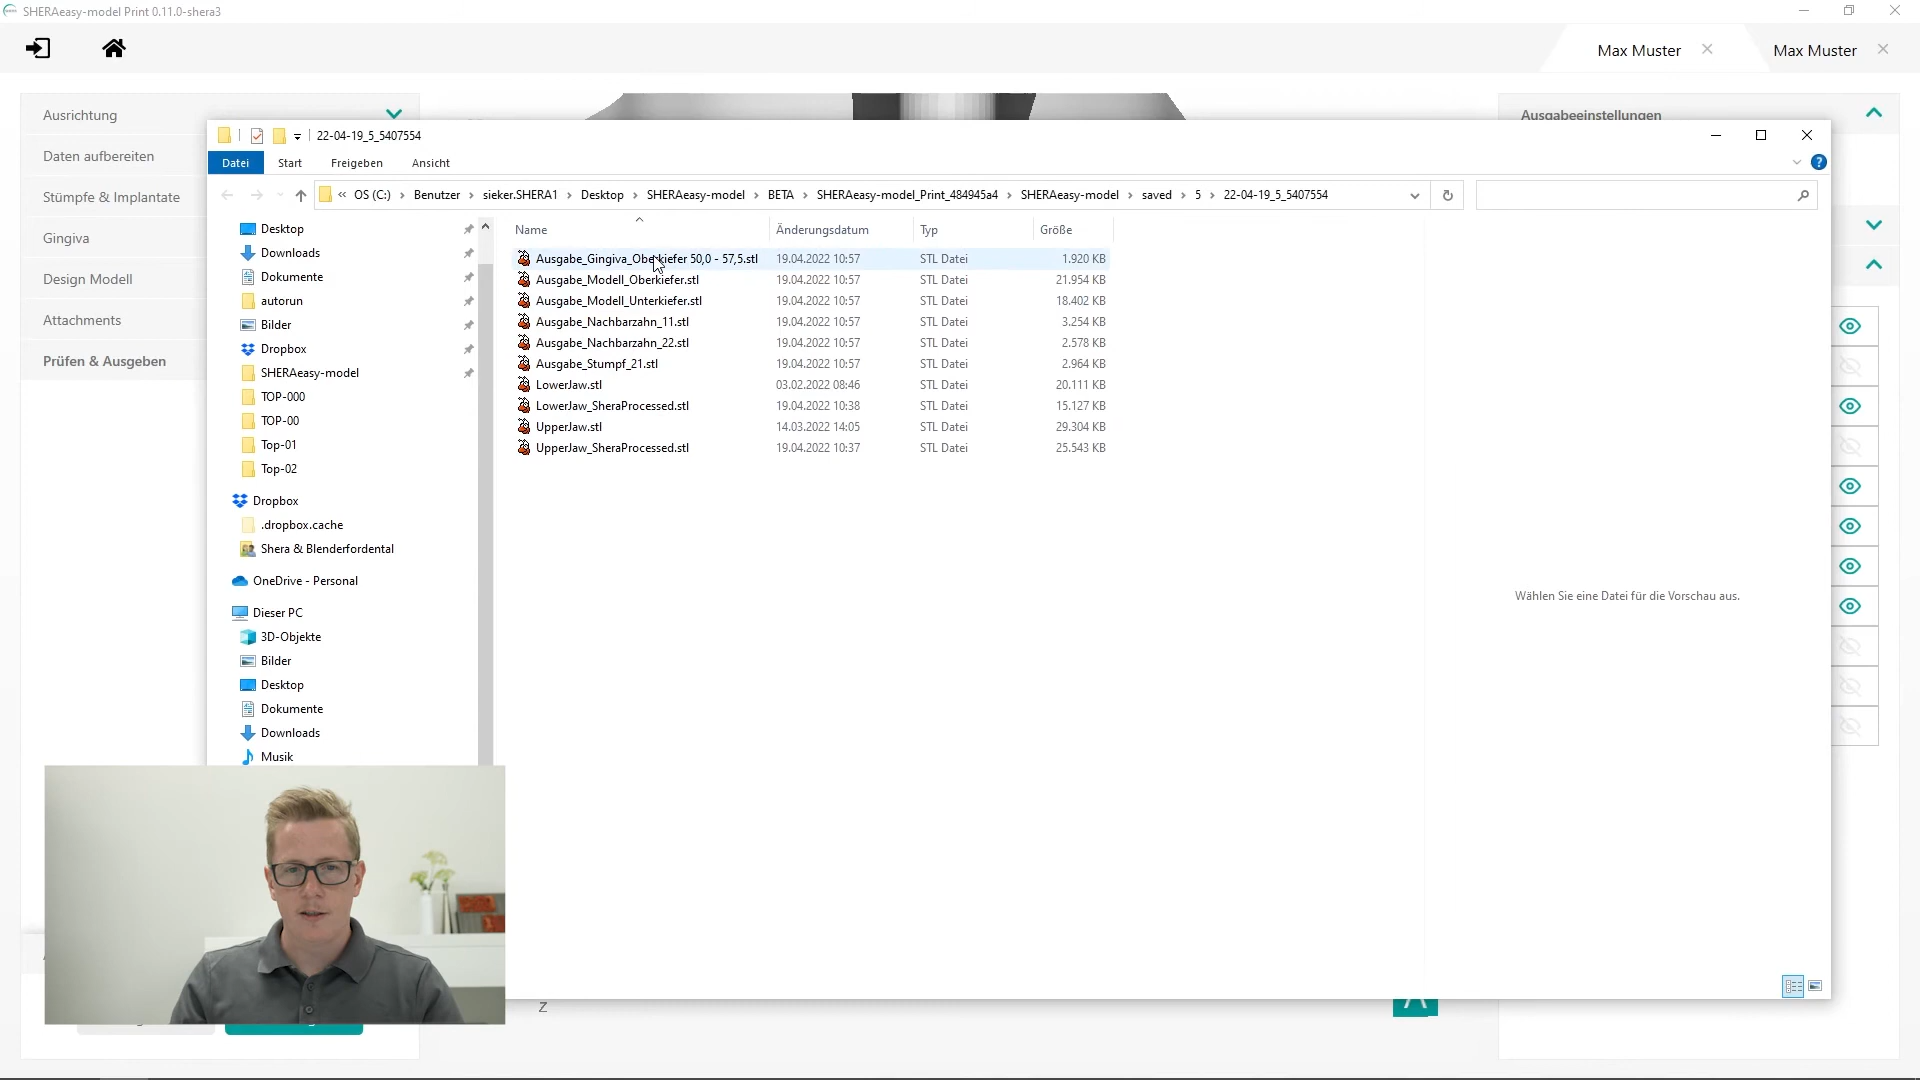 SHERAeasy-model Print 0.11.0-shera3
Max Muster
Max Muster
Ausrichtung
Daten aufbereiten
Stümpfe & Implantate
Gingiva
Design Modell
Attachments
Prüfen & Ausgeben
Ausgabeeinstellungen
22-04-19_5_5407554
Datei Start Freigeben Ansicht
« OS (C:) › Benutzer › sieker.SHERA1 › Desktop › SHERAeasy-model › BETA › SHERAeasy-model_Print_484945a4 › SHERAeasy-model › saved › 5 › 22-04-19_5_5407554
Desktop
Downloads
Dokumente
autorun
Bilder
Dropbox
SHERAeasy-model
TOP-000
TOP-00
Top-01
Top-02
Dropbox
.dropbox.cache
Shera & Blenderfordental
OneDrive - Personal
Dieser PC
3D-Objekte
Bilder
Desktop
Dokumente
Downloads
Musik
Name Änderungsdatum Typ Größe
Ausgabe_Gingiva_Oberkiefer 50,0 - 57,5.stl 19.04.2022 10:57 STL Datei 1.920 KB
Ausgabe_Modell_Oberkiefer.stl 19.04.2022 10:57 STL Datei 21.954 KB
Ausgabe_Modell_Unterkiefer.stl 19.04.2022 10:57 STL Datei 18.402 KB
Ausgabe_Nachbarzahn_11.stl 19.04.2022 10:57 STL Datei 3.254 KB
Ausgabe_Nachbarzahn_22.stl 19.04.2022 10:57 STL Datei 2.578 KB
Ausgabe_Stumpf_21.stl 19.04.2022 10:57 STL Datei 2.964 KB
LowerJaw.stl 03.02.2022 08:46 STL Datei 20.111 KB
LowerJaw_SheraProcessed.stl 19.04.2022 10:38 STL Datei 15.127 KB
UpperJaw.stl 14.03.2022 14:05 STL Datei 29.304 KB
UpperJaw_SheraProcessed.stl 19.04.2022 10:37 STL Datei 25.543 KB
Wählen Sie eine Datei für die Vorschau aus.
Z